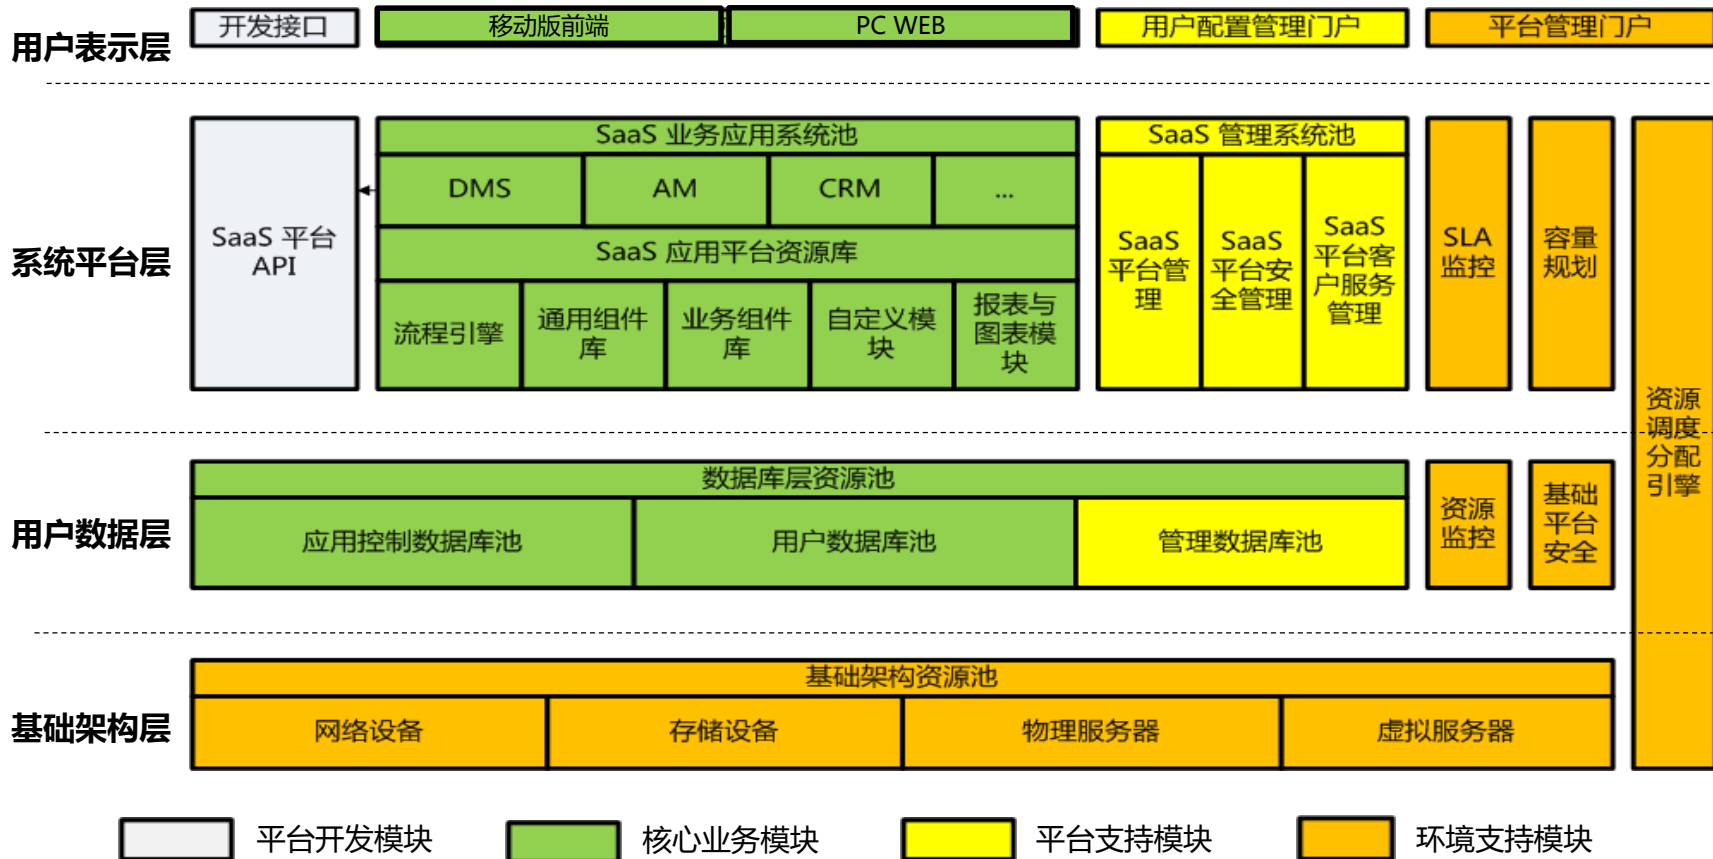 用户表示层
开发接口
移动版前端
PC WEB
用户配置管理门户
平台管理门户
系统平台层
SaaS 平台
API
SaaS 业务应用系统池
DMS
AM
CRM
...
SaaS 应用平台资源库
流程引擎
通用组件
库
业务组件
库
自定义模
块
报表与
图表模
块
SaaS 管理系统池
SaaS
平台管
理
SaaS
平台安
全管理
SaaS
平台客
户服务
管理
SLA
监控
容量
规划
资源
调度
分配
引擎
用户数据层
数据库层资源池
应用控制数据库池
用户数据库池
管理数据库池
资源
监控
基础
平台
安全
基础架构层
基础架构资源池
网络设备
存储设备
物理服务器
虚拟服务器
平台开发模块
核心业务模块
平台支持模块
环境支持模块